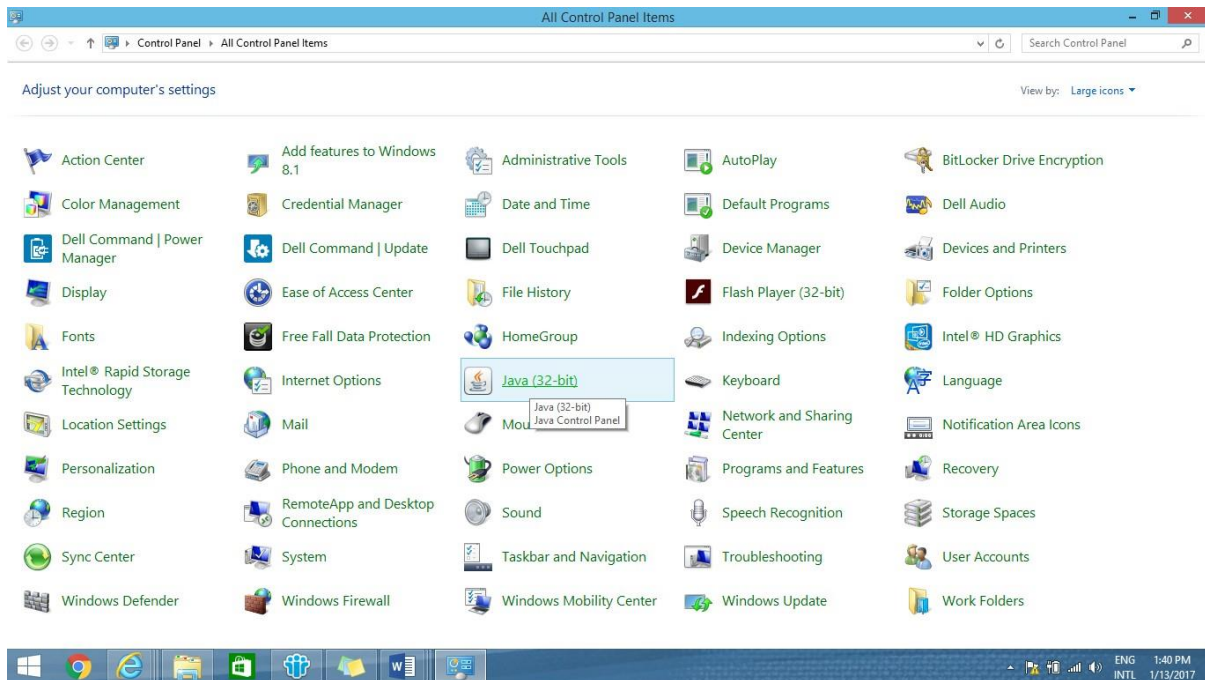 All Control Panel Items
Control Panel All Control Panel Items
Search Control Panel
Adjust your computer's settings
View by: Large icons
Action Center
Add features to Windows
8.1
Administrative Tools
AutoPlay
BitLocker Drive Encryption
Color Management
Credential Manager
Date and Time
Default Programs
Dell Audio
Dell Command | Power
Manager
Dell Command | Update
Dell Touchpad
Device Manager
Devices and Printers
Display
Ease of Access Center
File History
Flash Player (32-bit)
Folder Options
Fonts
Free Fall Data Protection
HomeGroup
Indexing Options
Intel® HD Graphics
Intel® Rapid Storage
Technology
Internet Options
Java (32-bit)
Keyboard
Language
Java (32-bit)
Java Control Panel
Location Settings
Mail
Mou
Network and Sharing
Center
Notification Area Icons
Personalization
Phone and Modem
Power Options
Programs and Features
Recovery
Region
RemoteApp and Desktop
Connections
Sound
Speech Recognition
Storage Spaces
Sync Center
System
Taskbar and Navigation
Troubleshooting
User Accounts
Windows Defender
Windows Firewall
Windows Mobility Center
Windows Update
Work Folders
ENG
INTL
1:40 PM
1/13/2017